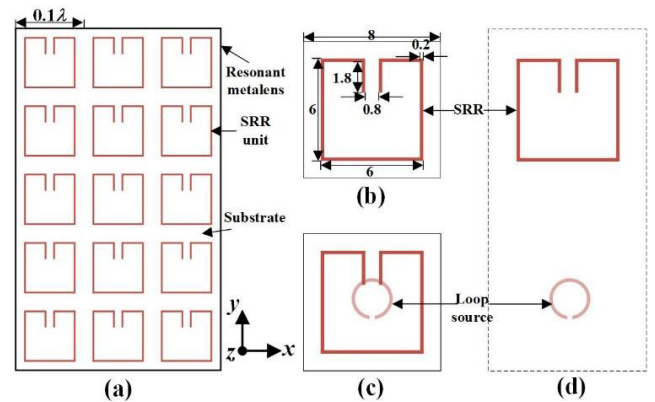 0.1λ
Resonant
metalens
SRR
unit
Substrate
y
z
x
(a)
8
0.2
1.8
6
0.8
6
(b)
SRR
Loop
source
(c)
(d)